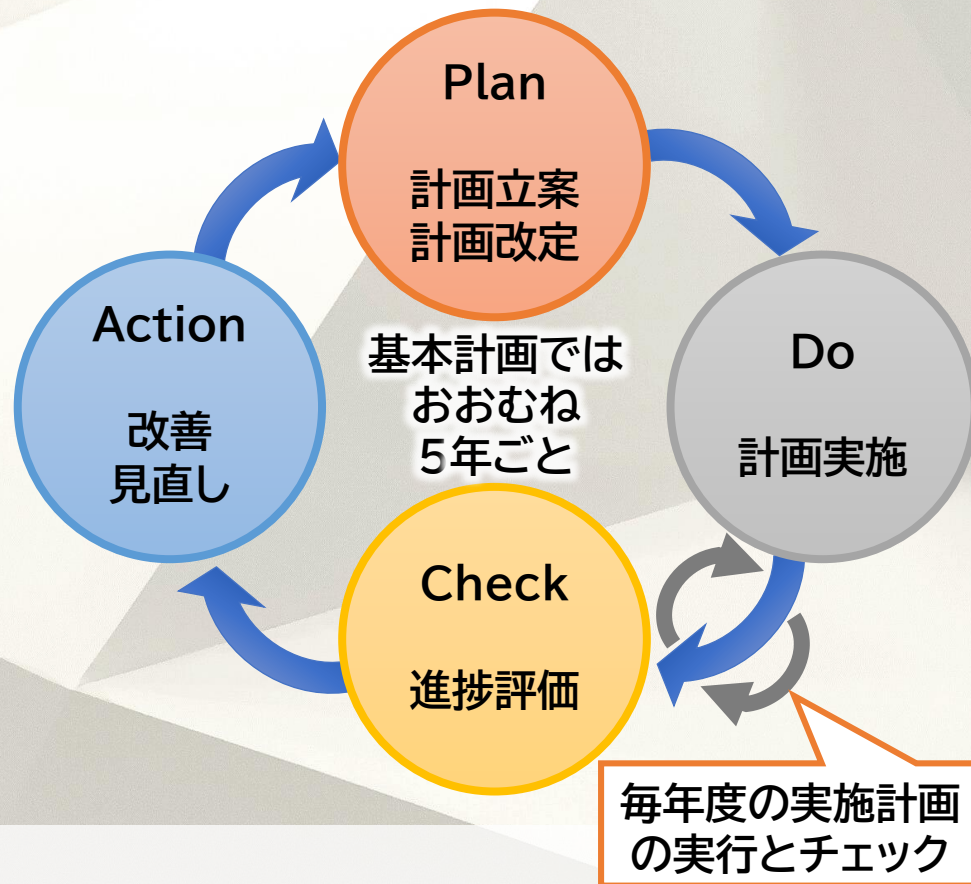 Plan
計画立案
計画改定
Do
計画実施
Check
進捗評価
Action
改善
見直し
基本計画では
おおむね
5年ごと
毎年度の実施計画
の実行とチェック